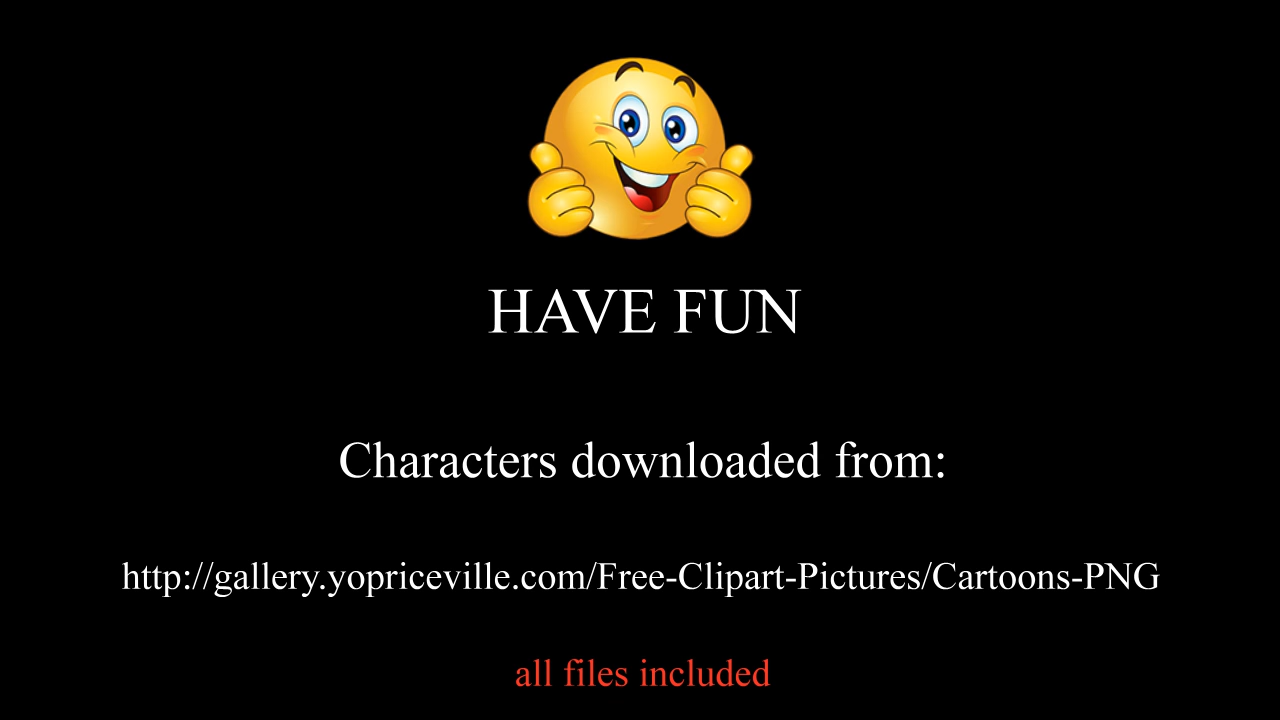 HAVE FUN
Characters downloaded from:
http://gallery.yopriceville.com/Free-Clipart-Pictures/Cartoons-PNG
all files included